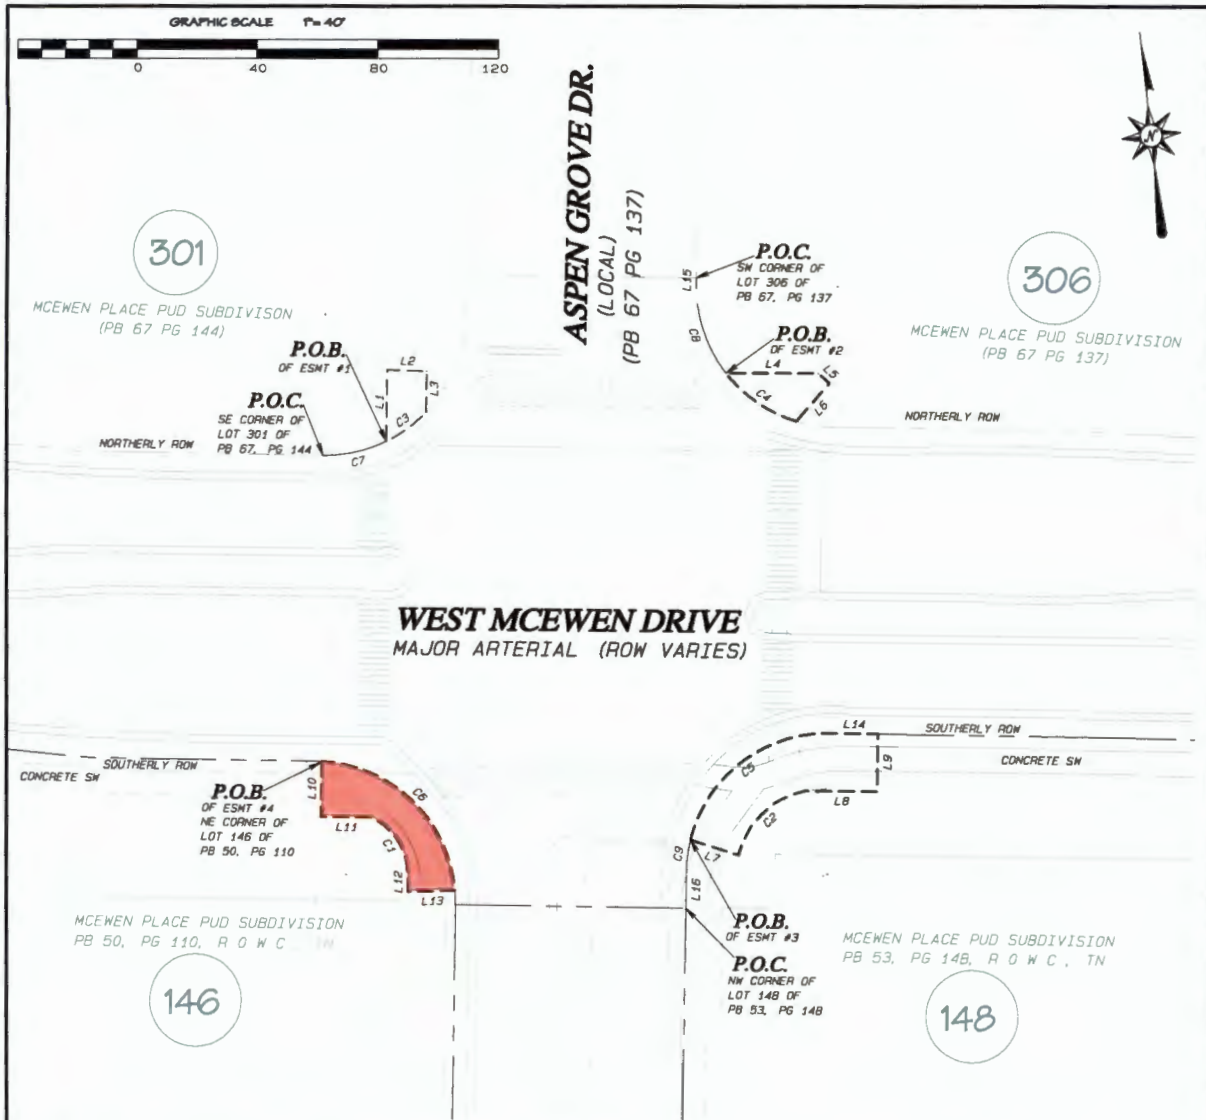 GRAPHIC SCALE 1"= 40'
0 40 80 120
ASPEN GROVE DR.
(LOCAL)
(PB 67 PG 137)
N
301
MCEWEN PLACE PUD SUBDIVISON
(PB 67 PG 144)
P.O.B.
OF ESMT #1
P.O.C.
SE CORNER OF
LOT 301 OF
PB 67, PG 144
NORTHERLY ROW
L1
L2
L3
C3
C7
L15
P.O.C.
SW CORNER OF
LOT 306 OF
PB 67, PG 137
C8
P.O.B.
OF ESMT #2
L4
L5
L6
C4
306
MCEWEN PLACE PUD SUBDIVISION
(PB 67 PG 137)
NORTHERLY ROW
WEST MCEWEN DRIVE
MAJOR ARTERIAL (ROW VARIES)
CONCRETE SW
SOUTHERLY ROW
P.O.B.
OF ESMT #4
NE CORNER OF
LOT 146 OF
PB 50, PG 110
L10
C6
L11
C1
L12
L13
L14
SOUTHERLY ROW
CONCRETE SW
C5
L9
L8
C2
L7
C9
L16
P.O.B.
OF ESMT #3
P.O.C.
NW CORNER OF
LOT 148 OF
PB 53, PG 148
MCEWEN PLACE PUD SUBDIVISION
PB 50, PG 110, R O W C , TN
146
MCEWEN PLACE PUD SUBDIVISION
PB 53, PG 148, R O W C , TN
148